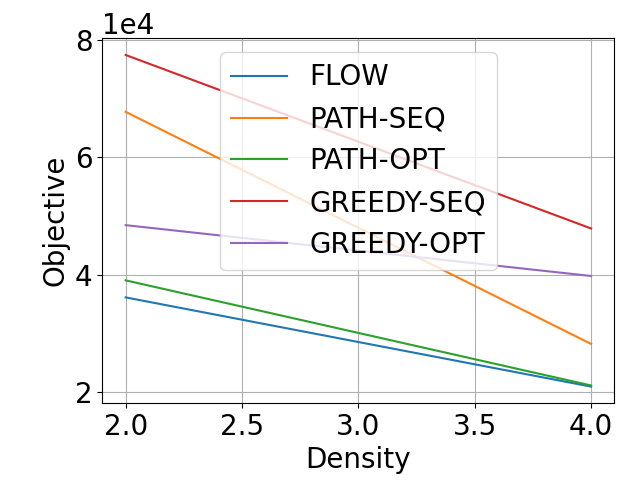 1e4
8
6
4
2
Objective
FLOW
PATH-SEQ
PATH-OPT
GREEDY-SEQ
GREEDY-OPT
2.0 2.5 3.0 3.5 4.0
Density